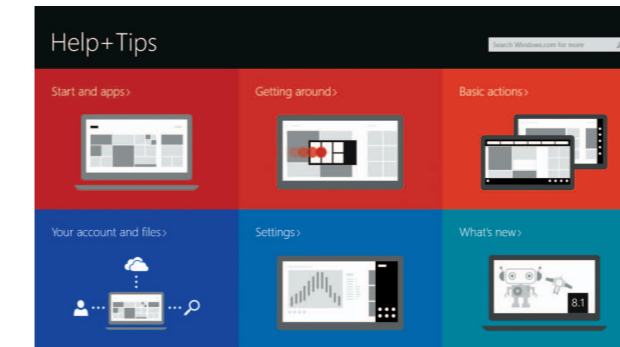 Help+Tips
Search Windows.com for more
Start and apps›
Getting around›
Basic actions›
Your account and files›
Settings›
What's new›
8.1